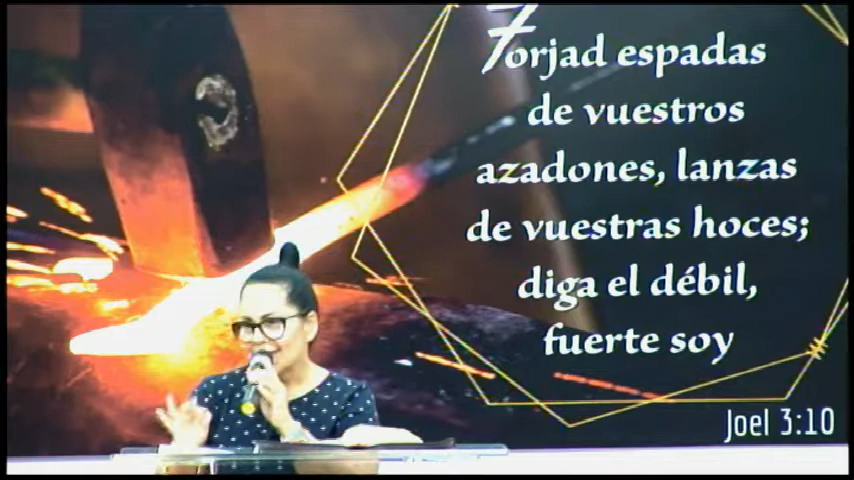 Forjad espadas
de vuestros
azadones, lanzas
de vuestras hoces;
diga el débil,
fuerte soy
Joel 3:10